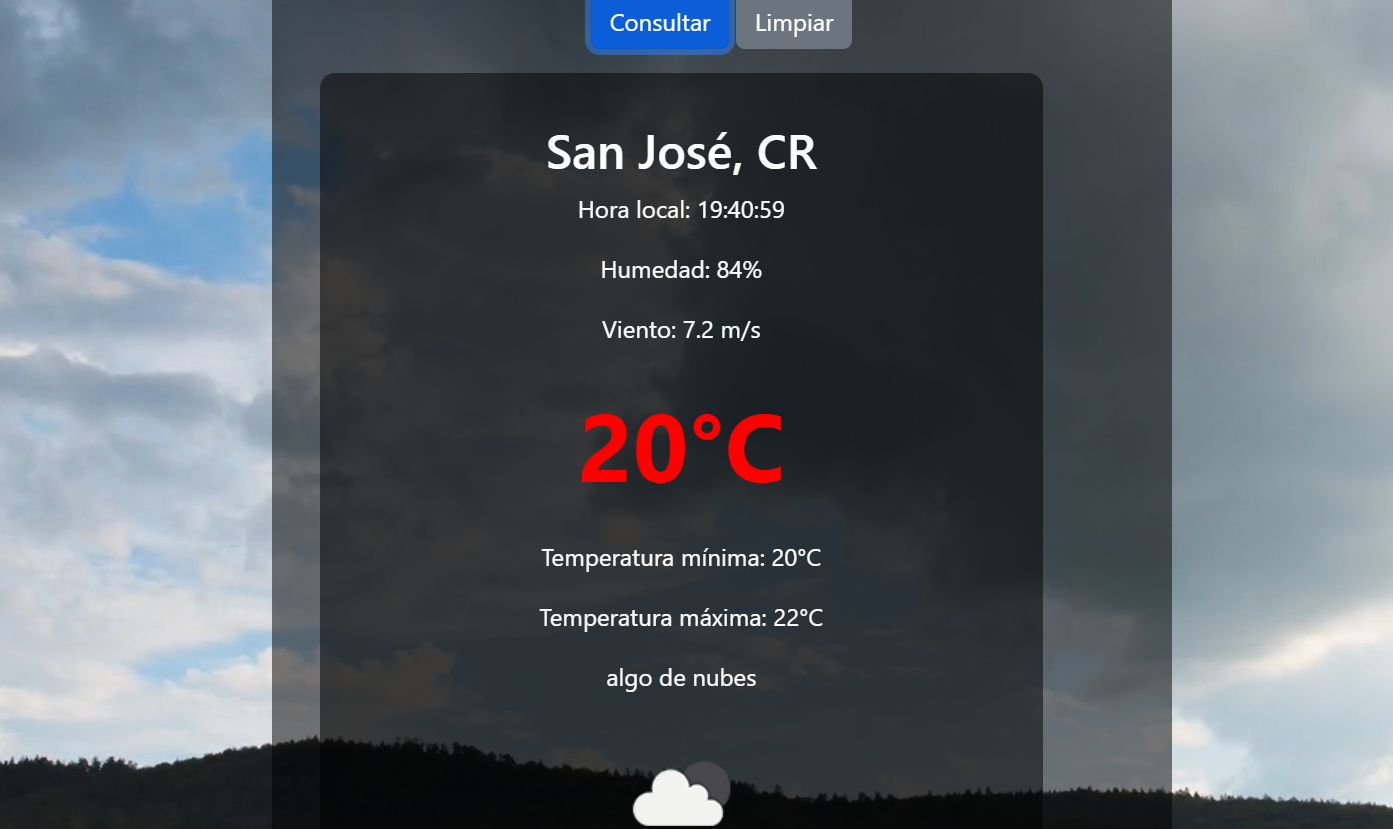 Consultar Limpiar
San José, CR
Hora local: 19:40:59
Humedad: 84%
Viento: 7.2 m/s
20°C
Temperatura mínima: 20°C
Temperatura máxima: 22°C
algo de nubes